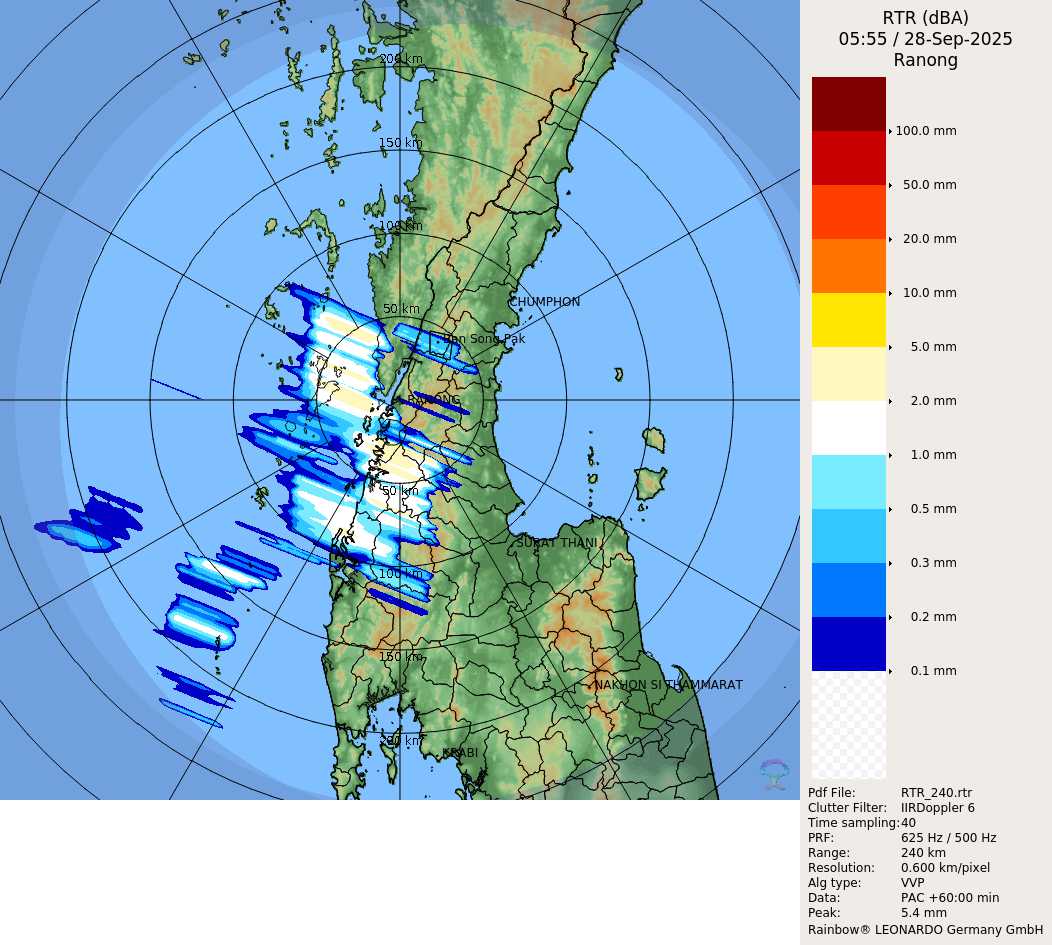 RTR (dBA)
05:55 / 28-Sep-2025
Ranong
200 km
150 km
100 km
50 km
CHUMPHON
Ban Song Pak
RANONG
50 km
SURAT THANI
100 km
150 km
NAKHON SI THAMMARAT
200 km
KRABI
100.0 mm
50.0 mm
20.0 mm
10.0 mm
5.0 mm
2.0 mm
1.0 mm
0.5 mm
0.3 mm
0.2 mm
0.1 mm
Pdf File: RTR_240.rtr
Clutter Filter: IIRDoppler 6
Time sampling:40
PRF: 625 Hz / 500 Hz
Range: 240 km
Resolution: 0.600 km/pixel
Alg type: VVP
Data: PAC +60:00 min
Peak: 5.4 mm
Rainbow® LEONARDO Germany GmbH